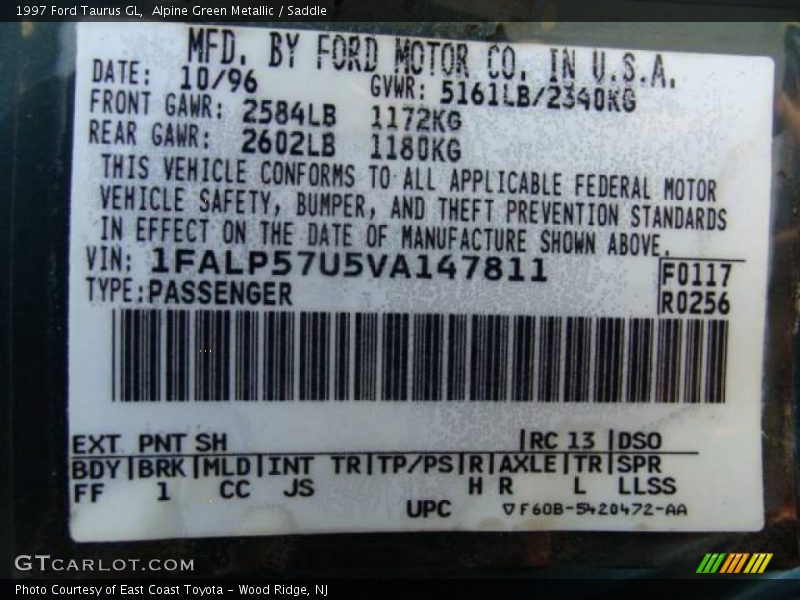 1997 Ford Taurus GL, Alpine Green Metallic / Saddle
MFD. BY FORD MOTOR CO. IN U.S.A.
DATE: 10/96 GVWR: 5161LB/2340KG
FRONT GAWR: 2584LB 1172KG
REAR GAWR: 2602LB 1180KG
THIS VEHICLE CONFORMS TO ALL APPLICABLE FEDERAL MOTOR
VEHICLE SAFETY, BUMPER, AND THEFT PREVENTION STANDARDS
IN EFFECT ON THE DATE OF MANUFACTURE SHOWN ABOVE.
VIN: 1FALP57U5VA147811 F0117
TYPE: PASSENGER R0256
EXT PNT SH |RC 13 |DSO
BDY|BRK|MLD|INT TR|TP/PS|R|AXLE|TR|SPR
FF 1 CC JS H R L LLSS
UPC ▽F60B-5420472-AA
GTCARLOT.COM
Photo Courtesy of East Coast Toyota – Wood Ridge, NJ